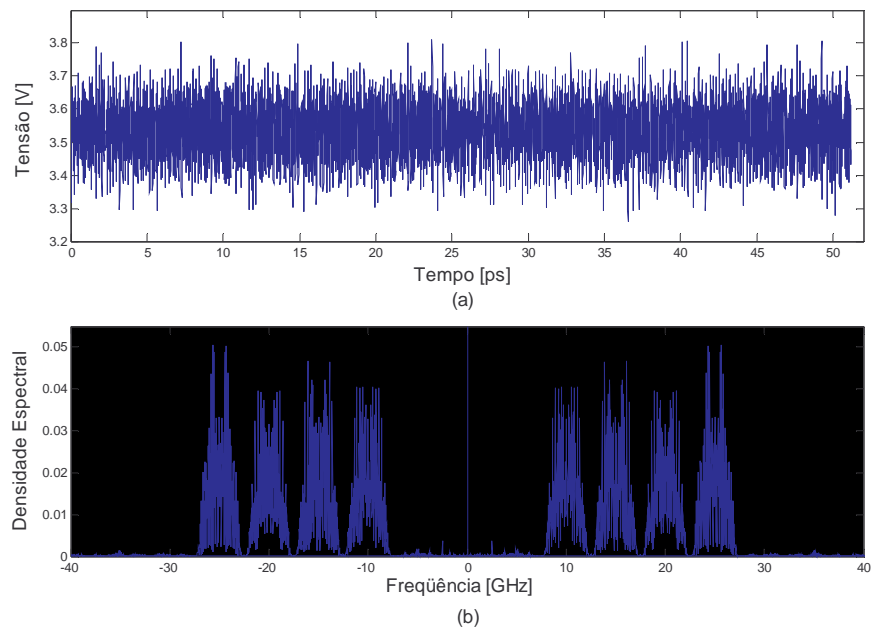 3.8
3.7
3.6
3.5
3.4
3.3
3.2
Tensão [V]
0 5 10 15 20 25 30 35 40 45 50
Tempo [ps]
(a)
0.05
0.04
0.03
0.02
0.01
0
Densidade Espectral
-40 -30 -20 -10 0 10 20 30 40
Freqüência [GHz]
(b)